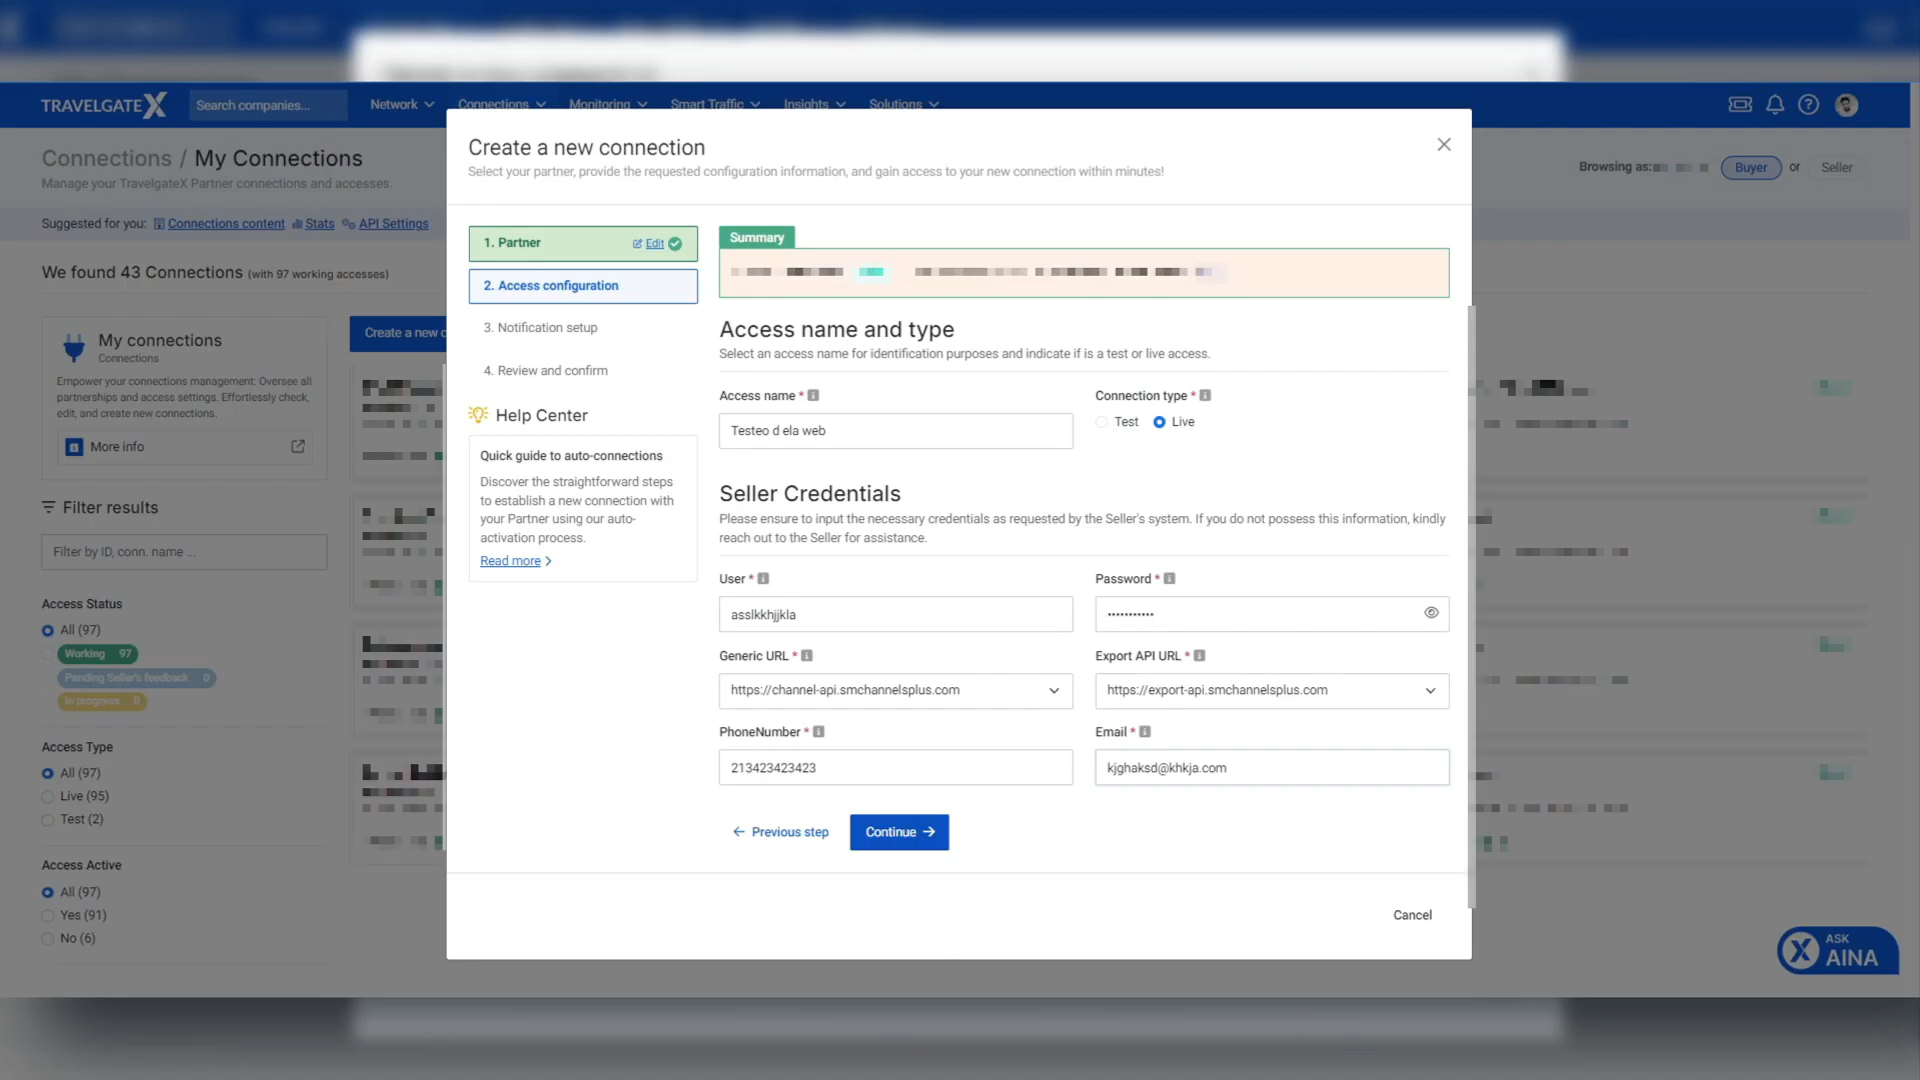 TRAVELGATEX
Search companies...
Network
Connections
Monitoring
Smart Traffic
Insights
Solutions
Connections / My Connections
Manage your TravelgateX Partner connections and accesses.
Browsing as:
Buyer
or
Seller
Suggested for you:
Connections content
Stats
API Settings
We found 43 Connections (with 97 working accesses)
My connections
Connections
Empower your connections management: Oversee all
partnerships and access settings. Effortlessly check,
edit, and create new connections.
More info
Create a new c
Filter results
Filter by ID, conn. name ...
Access Status
All (97)
Working 97
Pending Seller's feedback 0
In progress 0
Access Type
All (97)
Live (95)
Test (2)
Access Active
All (97)
Yes (91)
No (6)
Create a new connection
Select your partner, provide the requested configuration information, and gain access to your new connection within minutes!
1. Partner
Edit
2. Access configuration
3. Notification setup
4. Review and confirm
Help Center
Quick guide to auto-connections
Discover the straightforward steps
to establish a new connection with
your Partner using our auto-
activation process.
Read more
Summary
Access name and type
Select an access name for identification purposes and indicate if is a test or live access.
Access name *
Connection type *
Testeo d ela web
Test
Live
Seller Credentials
Please ensure to input the necessary credentials as requested by the Seller's system. If you do not possess this information, kindly
reach out to the Seller for assistance.
User *
Password *
asslkkhjjkla
•••••••••••
Generic URL *
Export API URL *
https://channel-api.smchannelsplus.com
https://export-api.smchannelsplus.com
PhoneNumber *
Email *
213423423423
kjghaksd@khkja.com
Previous step
Continue
Cancel
ASK
AINA